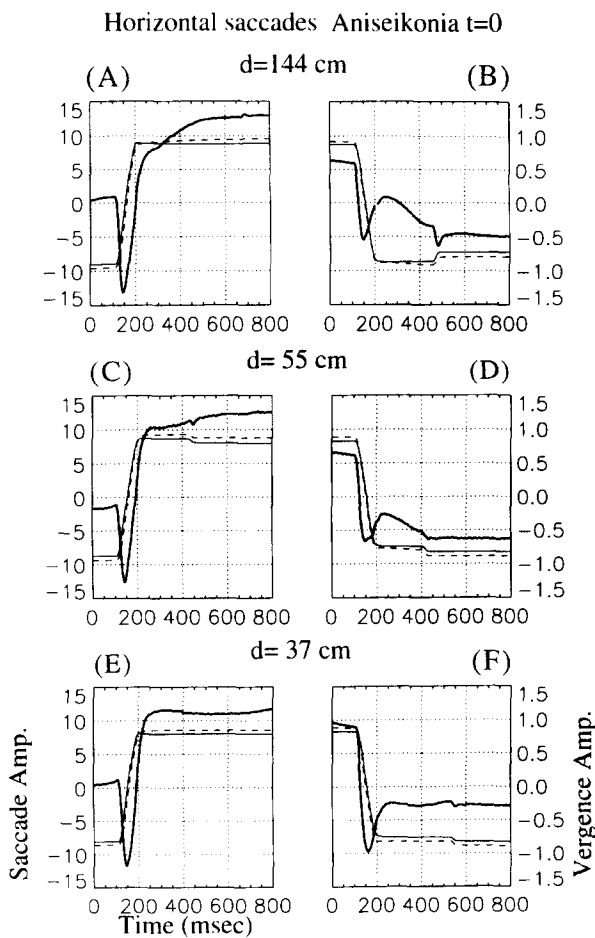 Horizontal saccades Aniseikonia t=0
d=144 cm
(A) (B)
15 10 5 0 −5 −10 −15
1.5 1.0 0.5 0.0 −0.5 −1.0 −1.5
0 200 400 600 800 0 200 400 600 800
d= 55 cm
(C) (D)
15 10 5 0 −5 −10 −15
1.5 1.0 0.5 0.0 −0.5 −1.0 −1.5
0 200 400 600 800 0 200 400 600 800
d= 37 cm
(E) (F)
15 10 5 0 −5 −10 −15
1.5 1.0 0.5 0.0 −0.5 −1.0 −1.5
0 200 400 600 800 0 200 400 600 800
Saccade Amp.
Vergence Amp.
Time (msec)